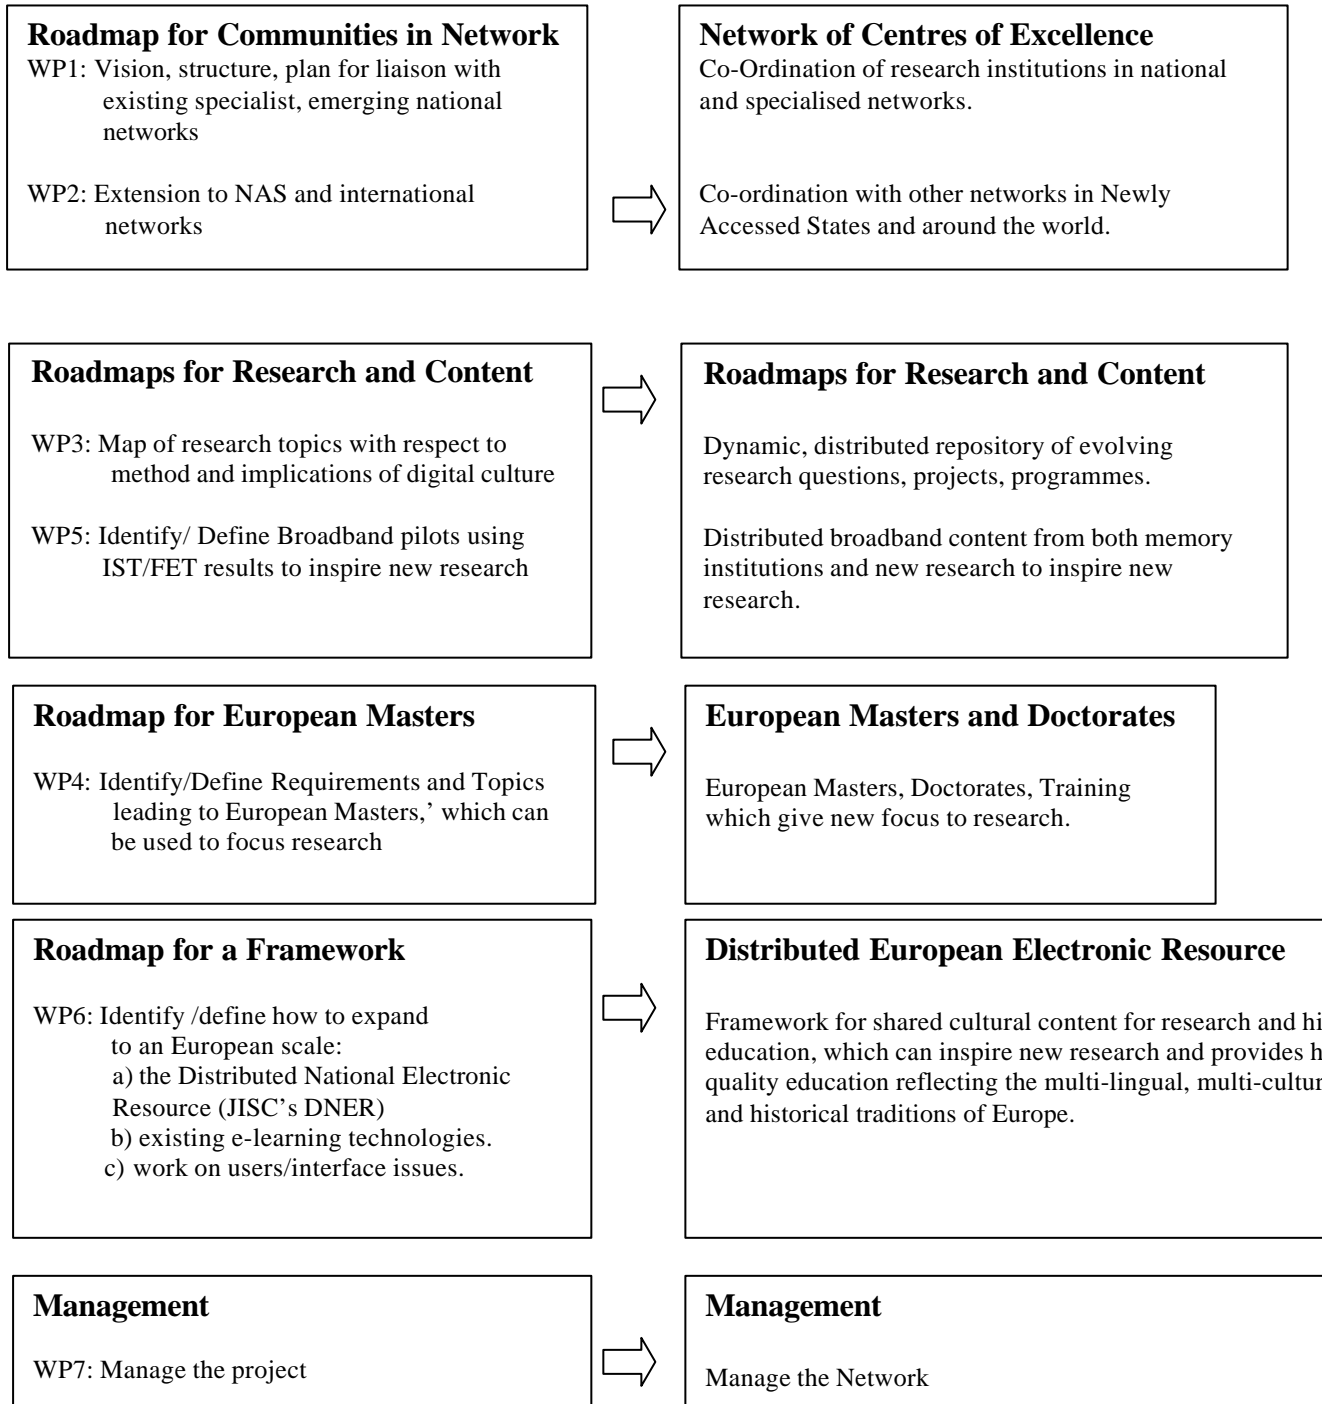 Roadmap for Communities in Network
WP1: Vision, structure, plan for liaison with
existing specialist, emerging national
networks
WP2: Extension to NAS and international
networks
Network of Centres of Excellence
Co-Ordination of research institutions in national
and specialised networks.
Co-ordination with other networks in Newly
Accessed States and around the world.
Roadmaps for Research and Content
WP3: Map of research topics with respect to
method and implications of digital culture
WP5: Identify/ Define Broadband pilots using
IST/FET results to inspire new research
Roadmaps for Research and Content
Dynamic, distributed repository of evolving
research questions, projects, programmes.
Distributed broadband content from both memory
institutions and new research to inspire new
research.
Roadmap for European Masters
WP4: Identify/Define Requirements and Topics
leading to European Masters,’ which can
be used to focus research
European Masters and Doctorates
European Masters, Doctorates, Training
which give new focus to research.
Roadmap for a Framework
WP6: Identify /define how to expand
to an European scale:
a) the Distributed National Electronic
Resource (JISC’s DNER)
b) existing e-learning technologies.
c) work on users/interface issues.
Distributed European Electronic Resource
Framework for shared cultural content for research and
education, which can inspire new research and provides
quality education reflecting the multi-lingual,
and historical traditions of Europe.
Management
WP7: Manage the project
Management
Manage the Network